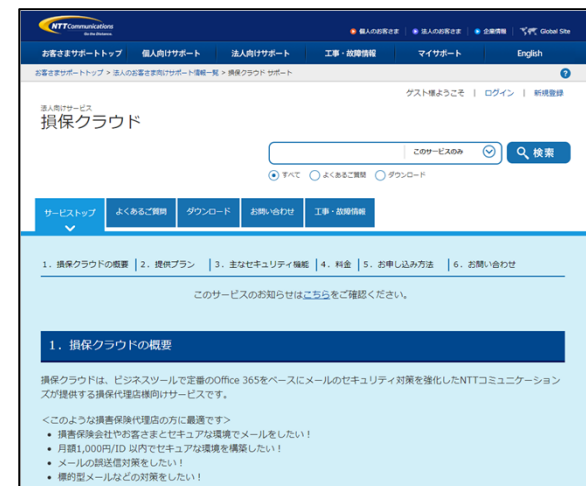 NTT Communications
個人のお客さま 法人のお客さま 企業情報 Global Site
お客さまサポートトップ 個人向けサポート 法人向けサポート 工事・故障情報 マイサポート English
お客さまサポートトップ > 法人のお客さま向けサポート情報一覧 > 損保クラウド サポート ?
ゲスト様ようこそ | ログイン | 新規登録
法人向けサービス
損保クラウド
このサービスのみ 検索
すべて よくあるご質問 ダウンロード
サービストップ よくあるご質問 ダウンロード お問い合わせ 工事・故障情報
1. 損保クラウドの概要 | 2. 提供プラン | 3. 主なセキュリティ機能 | 4. 料金 | 5. お申し込み方法 | 6. お問い合わせ
このサービスのお知らせはこちらをご確認ください。
1. 損保クラウドの概要
損保クラウドは、ビジネスツールで定番のOffice 365をベースにメールのセキュリティ対策を強化したNTTコミュニケーション
ズが提供する損保代理店様向けサービスです。
<このような損害保険代理店の方に最適です>
• 損害保険会社やお客さまとセキュアな環境でメールをしたい！
• 月額1,000円/ID 以内でセキュアな環境を構築したい！
• メールの誤送信対策をしたい！
• 標的型メールなどの対策をしたい！